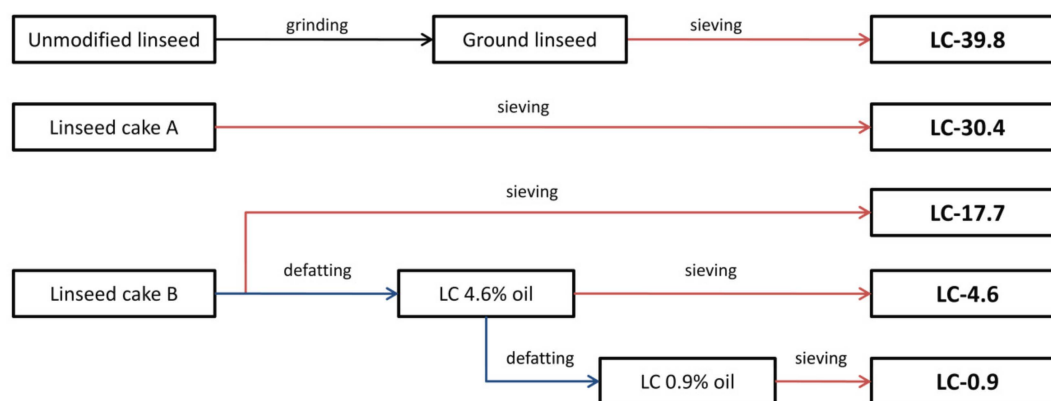 Unmodified linseed
grinding
Ground linseed
sieving
LC-39.8
Linseed cake A
sieving
LC-30.4
sieving
LC-17.7
Linseed cake B
defatting
LC 4.6% oil
sieving
LC-4.6
defatting
LC 0.9% oil
sieving
LC-0.9